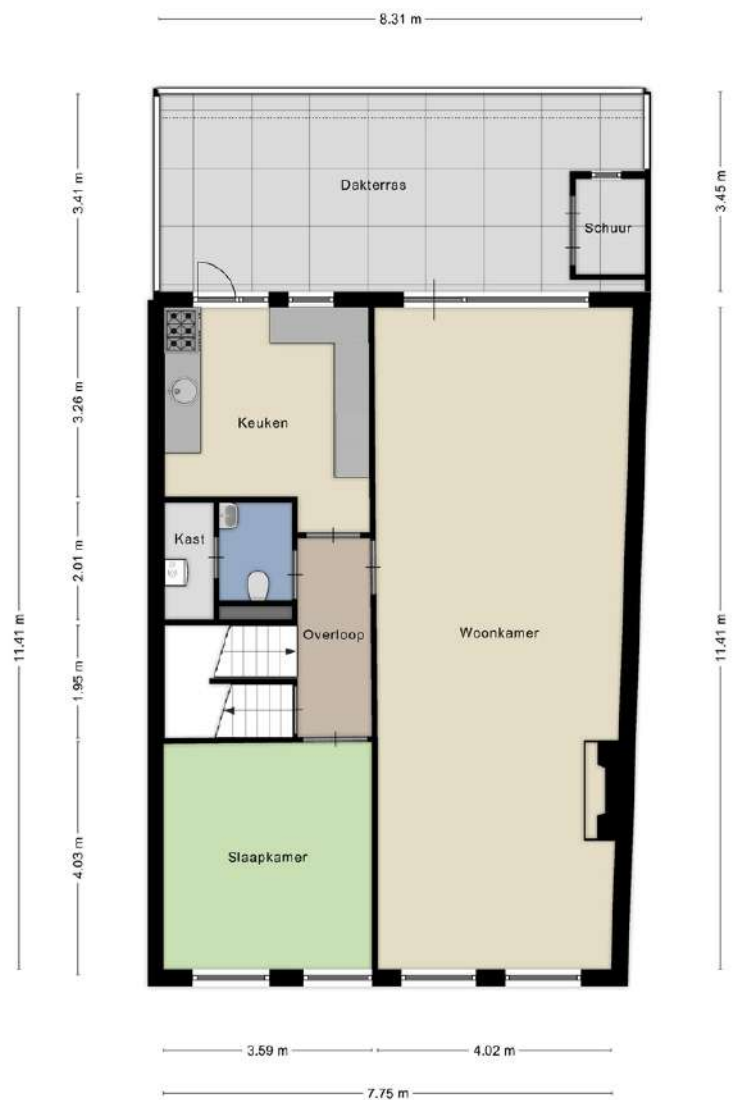 8.31 m
3.41 m
3.45 m
Dakterras
Schuur
3.26 m
Keuken
Kast
2.01 m
Overloop
Woonkamer
11.41 m
11.41 m
1.95 m
Slaapkamer
4.03 m
3.59 m
4.02 m
7.75 m